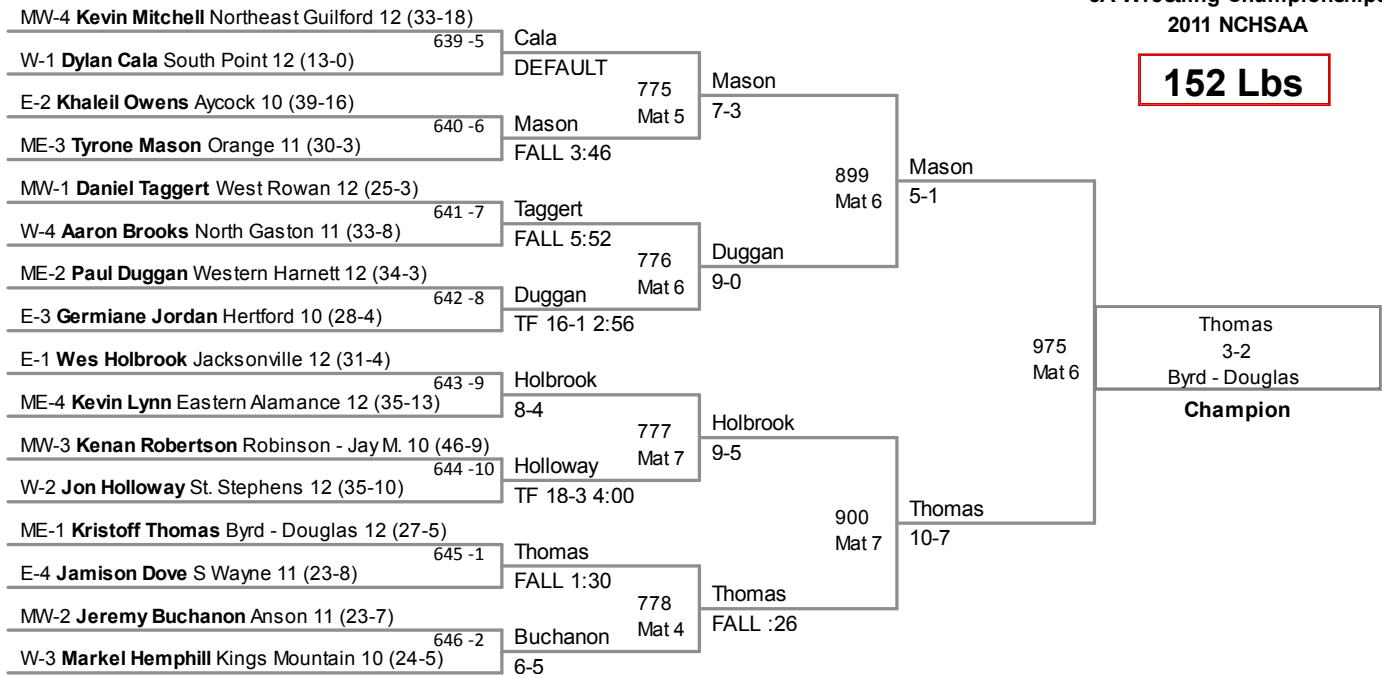 3A Wrestling Championships
2011 NCHSAA
152 Lbs
MW-4 Kevin Mitchell Northeast Guilford 12 (33-18)
639 -5
W-1 Dylan Cala South Point 12 (13-0)
E-2 Khaleil Owens Aycock 10 (39-16)
640 -6
ME-3 Tyrone Mason Orange 11 (30-3)
MW-1 Daniel Taggert West Rowan 12 (25-3)
641 -7
W-4 Aaron Brooks North Gaston 11 (33-8)
ME-2 Paul Duggan Western Harnett 12 (34-3)
642 -8
E-3 Germiane Jordan Hertford 10 (28-4)
E-1 Wes Holbrook Jacksonville 12 (31-4)
643 -9
ME-4 Kevin Lynn Eastern Alamance 12 (35-13)
MW-3 Kenan Robertson Robinson - Jay M. 10 (46-9)
644 -10
W-2 Jon Holloway St. Stephens 12 (35-10)
ME-1 Kristoff Thomas Byrd - Douglas 12 (27-5)
645 -1
E-4 Jamison Dove S Wayne 11 (23-8)
MW-2 Jeremy Buchanon Anson 11 (23-7)
646 -2
W-3 Markel Hemphill Kings Mountain 10 (24-5)
Cala
DEFAULT
775
Mat 5
Mason
FALL 3:46
Taggert
FALL 5:52
776
Mat 6
Duggan
TF 16-1 2:56
Holbrook
8-4
777
Mat 7
Holloway
TF 18-3 4:00
Thomas
FALL 1:30
778
Mat 4
Buchanon
6-5
Mason
7-3
899
Mat 6
Duggan
9-0
Holbrook
9-5
900
Mat 7
Thomas
FALL :26
Mason
5-1
975
Mat 6
Thomas
10-7
Thomas
3-2
Byrd - Douglas
Champion